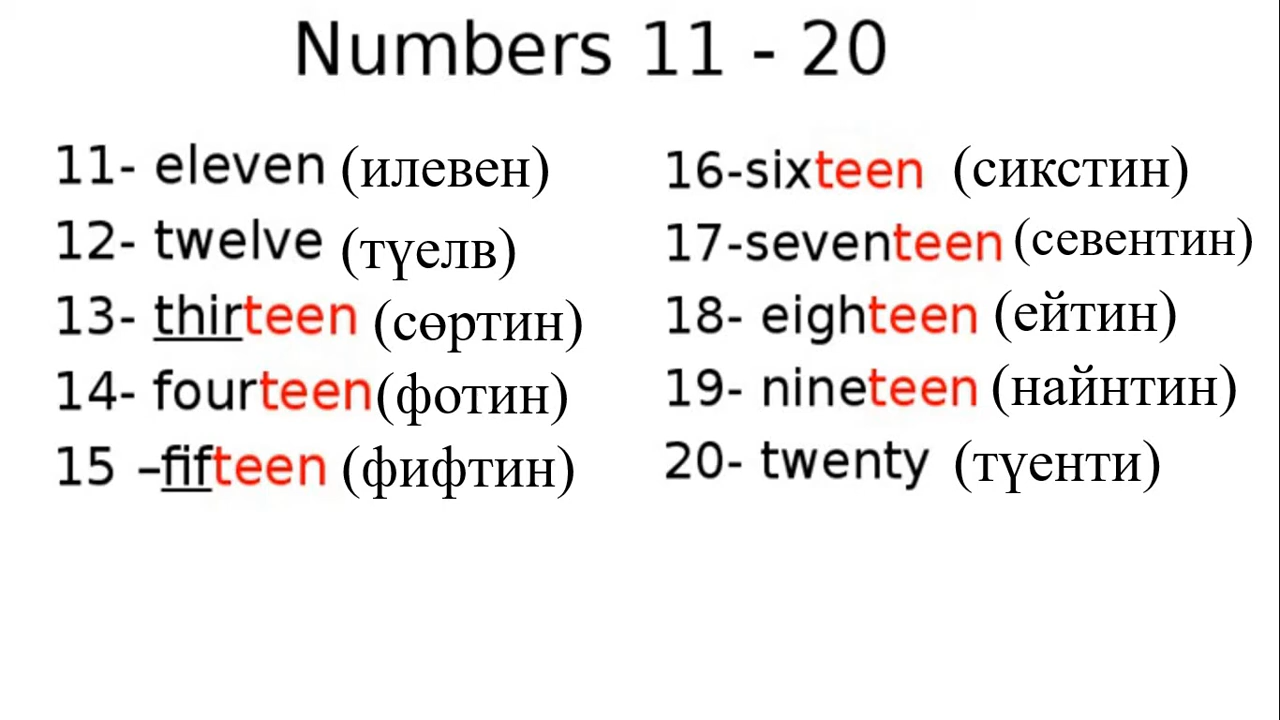 Numbers 11 - 20
11- eleven (илевен)
12- twelve (түелв)
13- thirteen (сөртин)
14- fourteen(фотин)
15 –fifteen (фифтин)
16-sixteen (сикстин)
17-seventeen (севентин)
18- eighteen (ейтин)
19- nineteen (найнтин)
20- twenty (түенти)